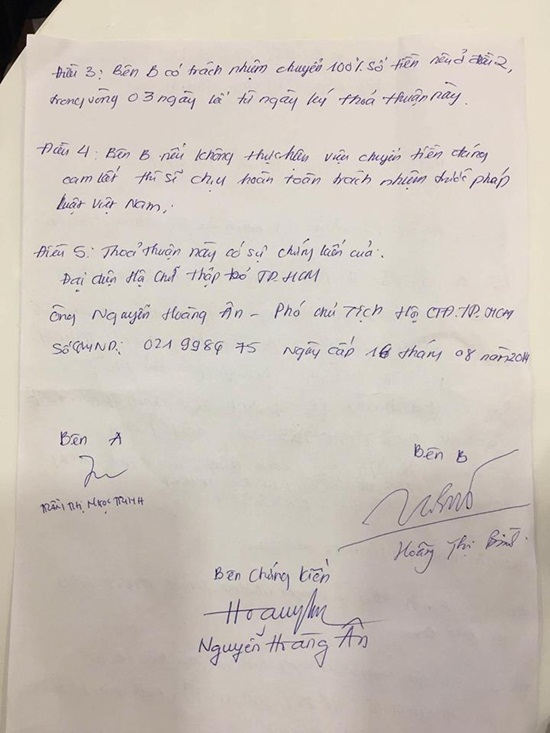 Điều 3: Bên B có trách nhiệm chuyển 100% số tiền nêu ở điều 2,
trong vòng 03 ngày kể từ ngày ký thoả thuận này.
Điều 4: Bên B nếu không thực hiện việc chuyển tiền đúng
cam kết thì sẽ chịu hoàn toàn trách nhiệm trước pháp
luật Việt Nam.
Điều 5: Thoả thuận này có sự chứng kiến của:
Đại diện Hội Chữ thập đỏ TP.HCM
Ông Nguyễn Hoàng Ân - Phó chủ Tịch Hội CTĐ.TP.HCM
Số CMND: Ngày cấp 16 tháng 08 năm 2014
Bên A
Bên B
Trần Thị Ngọc Trinh
Hoàng Thị
Bên Chứng kiến
Nguyễn Hoàng Ân